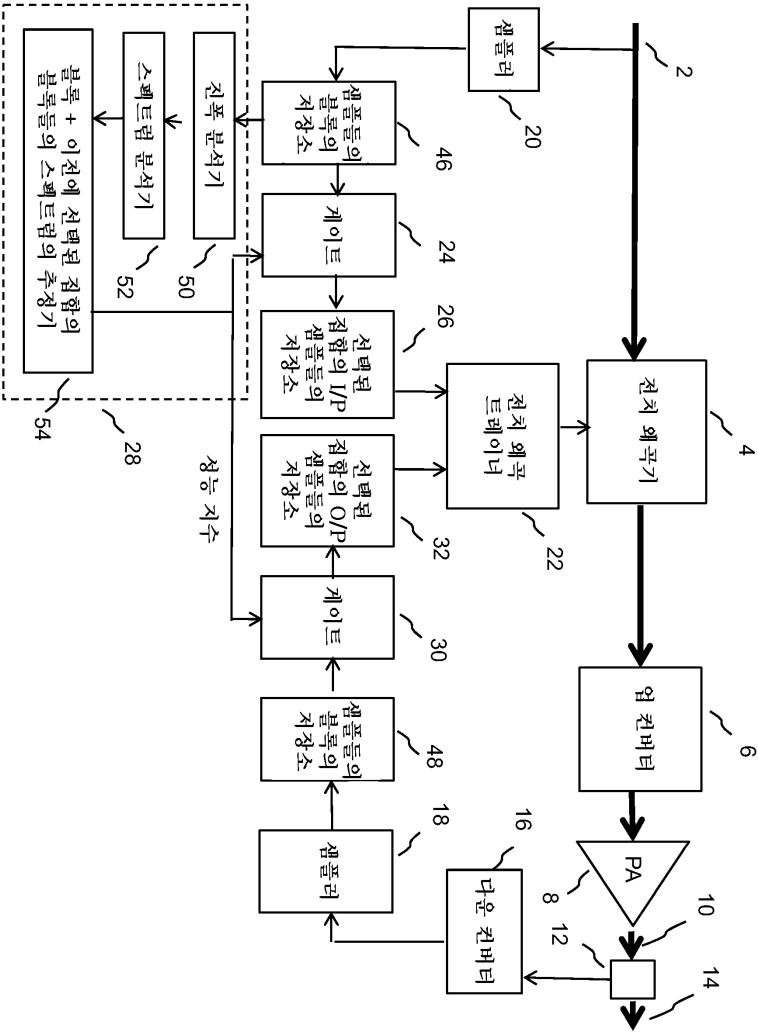 2
전치 왜곡기
4
업 컨버터
6
PA
8
10
12
14
샘플러
20
전치 왜곡
트레이너
22
다운 컨버터
16
샘플들의
블록의
저장소
46
게이트
24
선택된
집합의 I/P
샘플들의
저장소
26
선택된
집합의 O/P
샘플들의
저장소
32
게이트
30
샘플들의
블록의
저장소
48
샘플러
18
진폭 분석기
50
성능 지수
스펙트럼 분석기
52
블록 + 이전에 선택된 집합의
블록들의 스펙트럼의 추정기
54
28